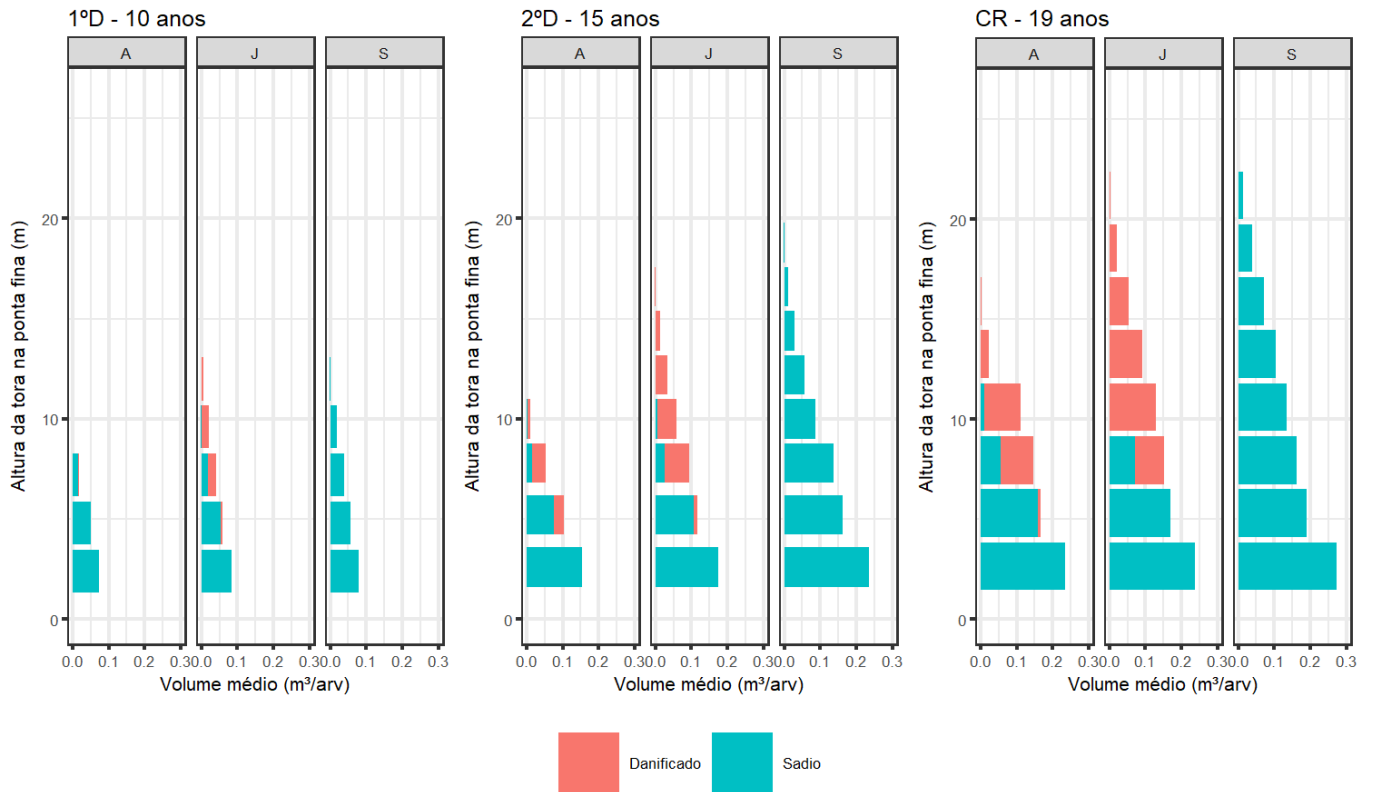 1ºD - 10 anos
A J S
Altura da tora na ponta fina (m)
20
10
0
0.0 0.1 0.2 0.30.0 0.1 0.2 0.30.0 0.1 0.2 0.3
Volume médio (m³/arv)
2ºD - 15 anos
A J S
Altura da tora na ponta fina (m)
20
10
0
0.0 0.1 0.2 0.30.0 0.1 0.2 0.30.0 0.1 0.2 0.3
Volume médio (m³/arv)
CR - 19 anos
A J S
Altura da tora na ponta fina (m)
20
10
0
0.0 0.1 0.2 0.30.0 0.1 0.2 0.30.0 0.1 0.2 0.3
Volume médio (m³/arv)
Danificado Sadio